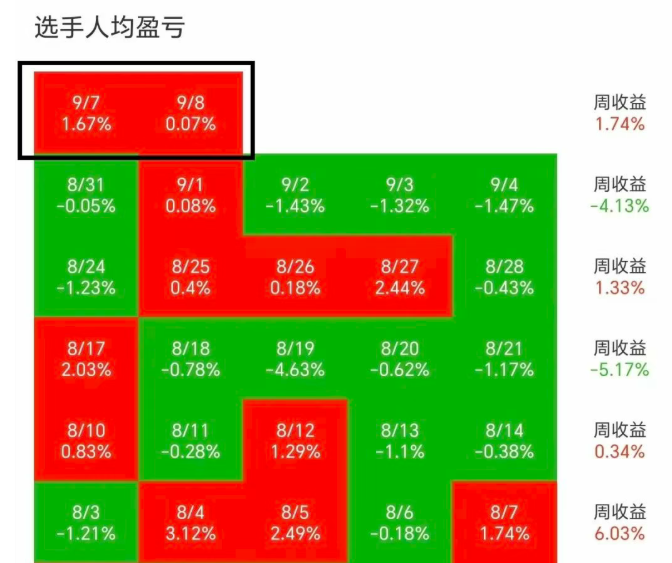 选手人均盈亏
9/7 9/8 周收益
1.67% 0.07% 1.74%
8/31 9/1 9/2 9/3 9/4 周收益
-0.05% 0.08% -1.43% -1.32% -1.47% -4.13%
8/24 8/25 8/26 8/27 8/28 周收益
-1.23% 0.4% 0.18% 2.44% -0.43% 1.33%
8/17 8/18 8/19 8/20 8/21 周收益
2.03% -0.78% -4.63% -0.62% -1.17% -5.17%
8/10 8/11 8/12 8/13 8/14 周收益
0.83% -0.28% 1.29% -1.1% -0.38% 0.34%
8/3 8/4 8/5 8/6 8/7 周收益
-1.21% 3.12% 2.49% -0.18% 1.74% 6.03%